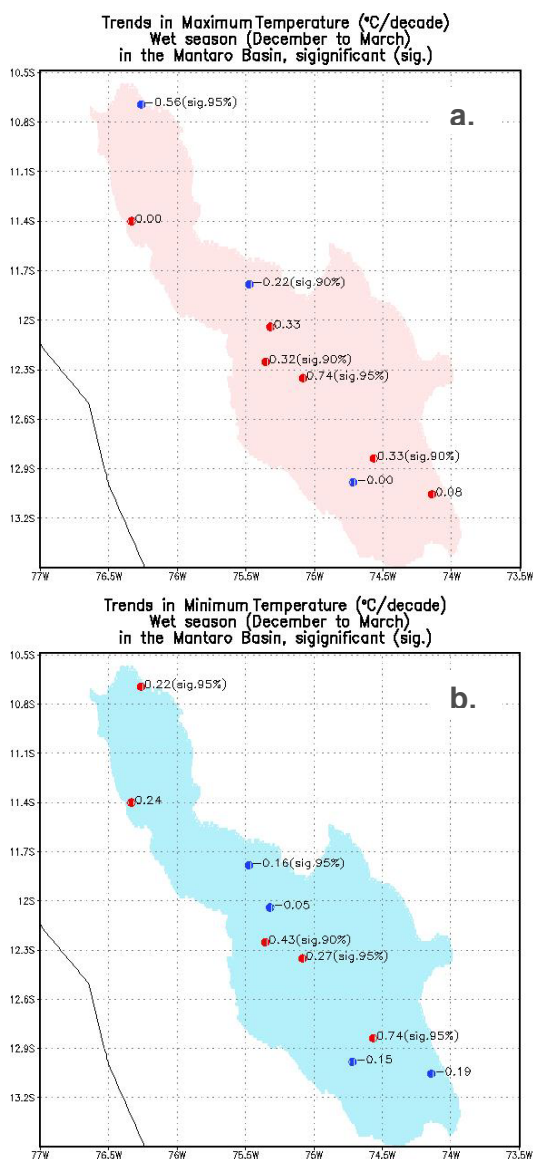 Trends in Maximum Temperature (°C/decade)
Wet season (December to March)
in the Mantaro Basin, sigignificant (sig.)
10.5S
-0.56(sig.95%)
a.
10.8S
11.1S
11.4S
0.00
11.7S
-0.22(sig.90%)
12S
0.33
12.3S
0.32(sig.90%)
0.74(sig.95%)
12.6S
0.33(sig.90%)
12.9S
-0.00
0.08
13.2S
77W 76.5W 76W 75.5W 75W 74.5W 74W 73.5W
Trends in Minimum Temperature (°C/decade)
Wet season (December to March)
in the Mantaro Basin, sigignificant (sig.)
10.5S
0.22(sig.95%)
b.
10.8S
11.1S
11.4S
0.24
11.7S
-0.16(sig.95%)
12S
-0.05
0.43(sig.90%)
12.3S
0.27(sig.95%)
12.6S
0.74(sig.95%)
12.9S
-0.15
-0.19
13.2S
77W 76.5W 76W 75.5W 75W 74.5W 74W 73.5W